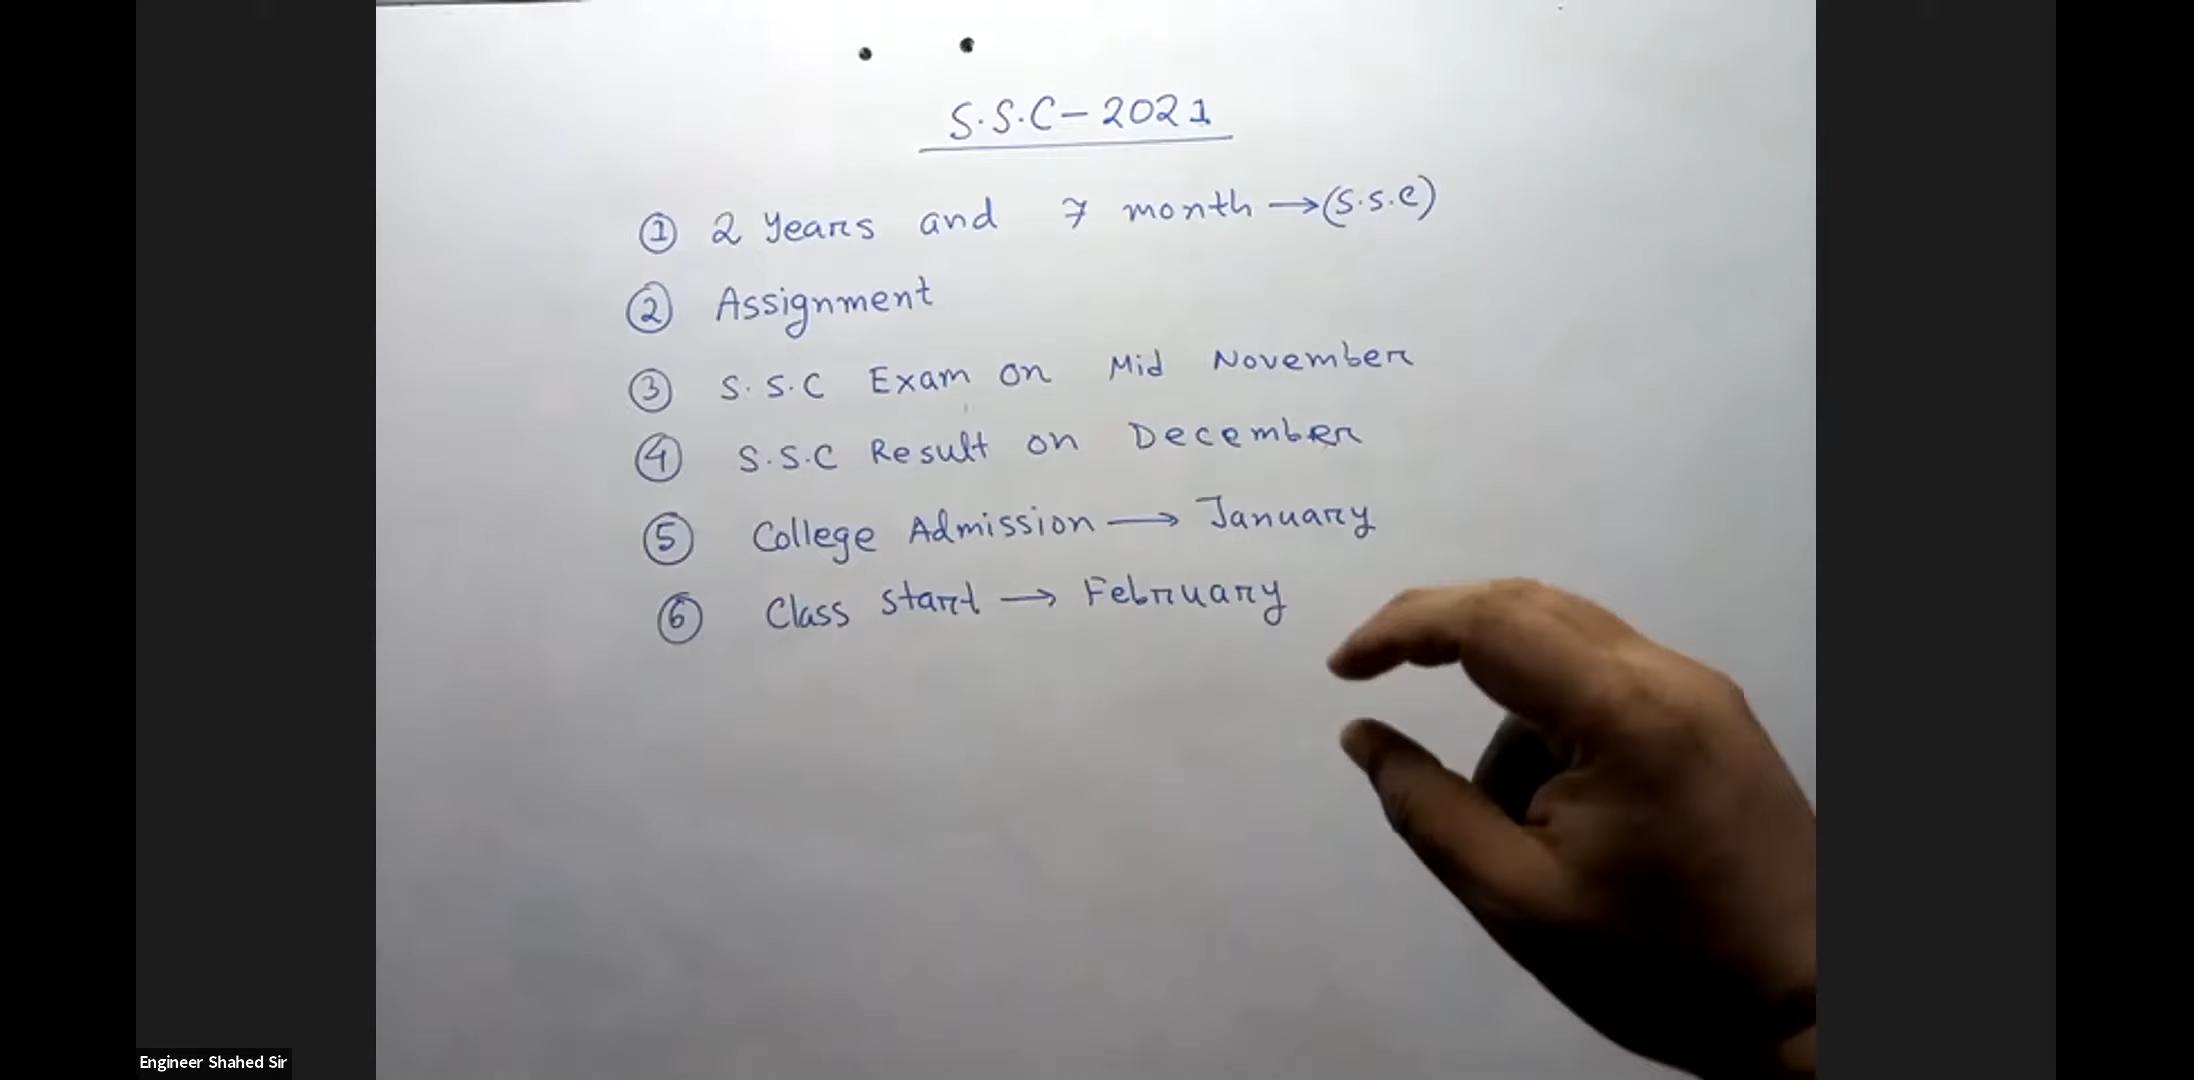 S.S.C - 2021
① 2 Years and 7 month → (S.S.C)
② Assignment
③ S.S.C Exam on Mid November
④ S.S.C Result on December
⑤ College Admission → January
⑥ Class start → February
Engineer Shahed Sir